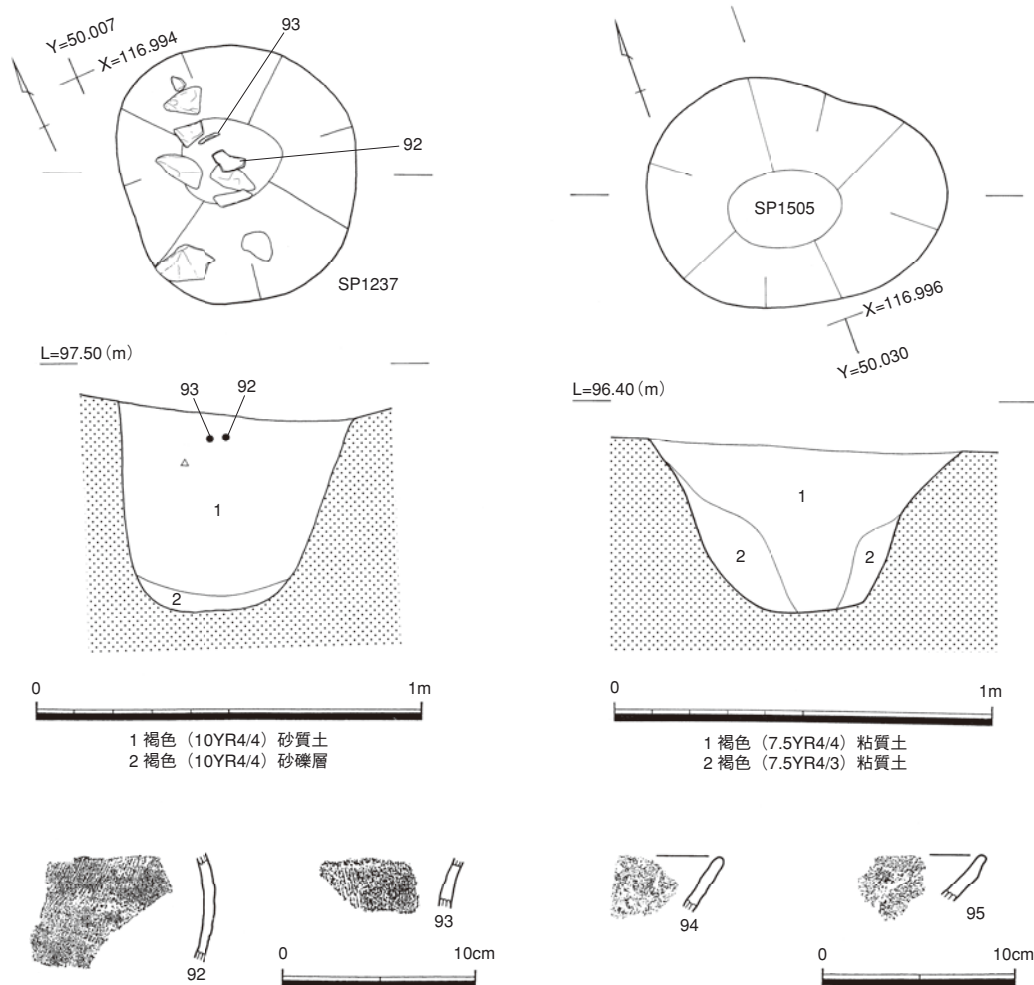 Y=50.007
X=116.994
93
92
SP1237
L=97.50（m）
93
92
1
2
0
1m
1 褐色（10YR4/4）砂質土
2 褐色（10YR4/4）砂礫層
92
93
0
10cm
SP1505
X=116.996
Y=50.030
L=96.40（m）
1
2
2
0
1m
1 褐色（7.5YR4/4）粘質土
2 褐色（7.5YR4/3）粘質土
94
95
0
10cm